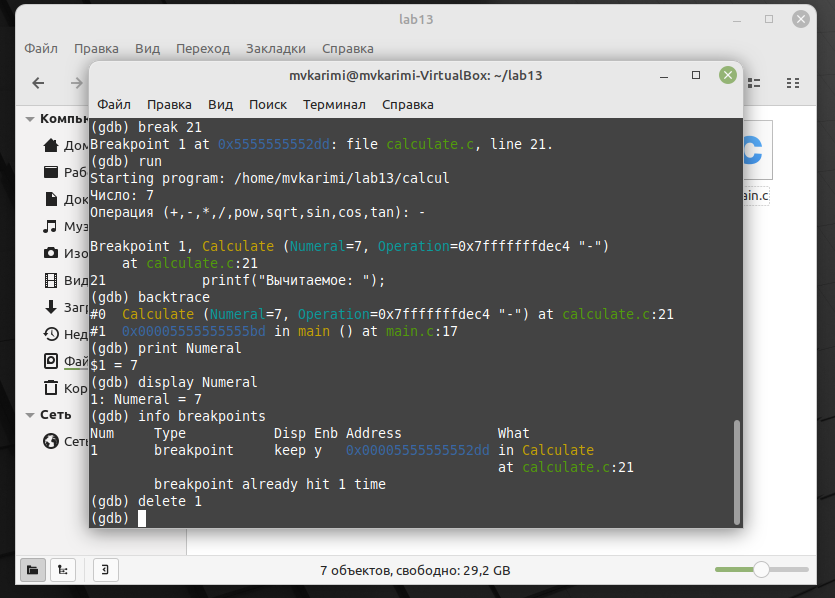 lab13
Файл Правка Вид Переход Закладки Справка
mvkarimi@mvkarimi-VirtualBox: ~/lab13
Файл Правка Вид Поиск Терминал Справка
(gdb) break 21
Breakpoint 1 at 0x5555555552dd: file calculate.c, line 21.
(gdb) run
Starting program: /home/mvkarimi/lab13/calcul
Число: 7
Операция (+,-,*,/,pow,sqrt,sin,cos,tan): -
Breakpoint 1, Calculate (Numeral=7, Operation=0x7fffffffdec4 "-")
at calculate.c:21
21 printf("Вычитаемое: ");
(gdb) backtrace
#0 Calculate (Numeral=7, Operation=0x7fffffffdec4 "-") at calculate.c:21
#1 0x00005555555555bd in main () at main.c:17
(gdb) print Numeral
$1 = 7
(gdb) display Numeral
1: Numeral = 7
(gdb) info breakpoints
Num Type Disp Enb Address What
1 breakpoint keep y 0x00005555555552dd in Calculate
at calculate.c:21
breakpoint already hit 1 time
(gdb) delete 1
(gdb)
Компь
Дом
Раб
Док
Муз
Изо
Вид
Загр
Нед
Фай
Кор
Сеть
Сет
ain.c
7 объектов, свободно: 29,2 GB